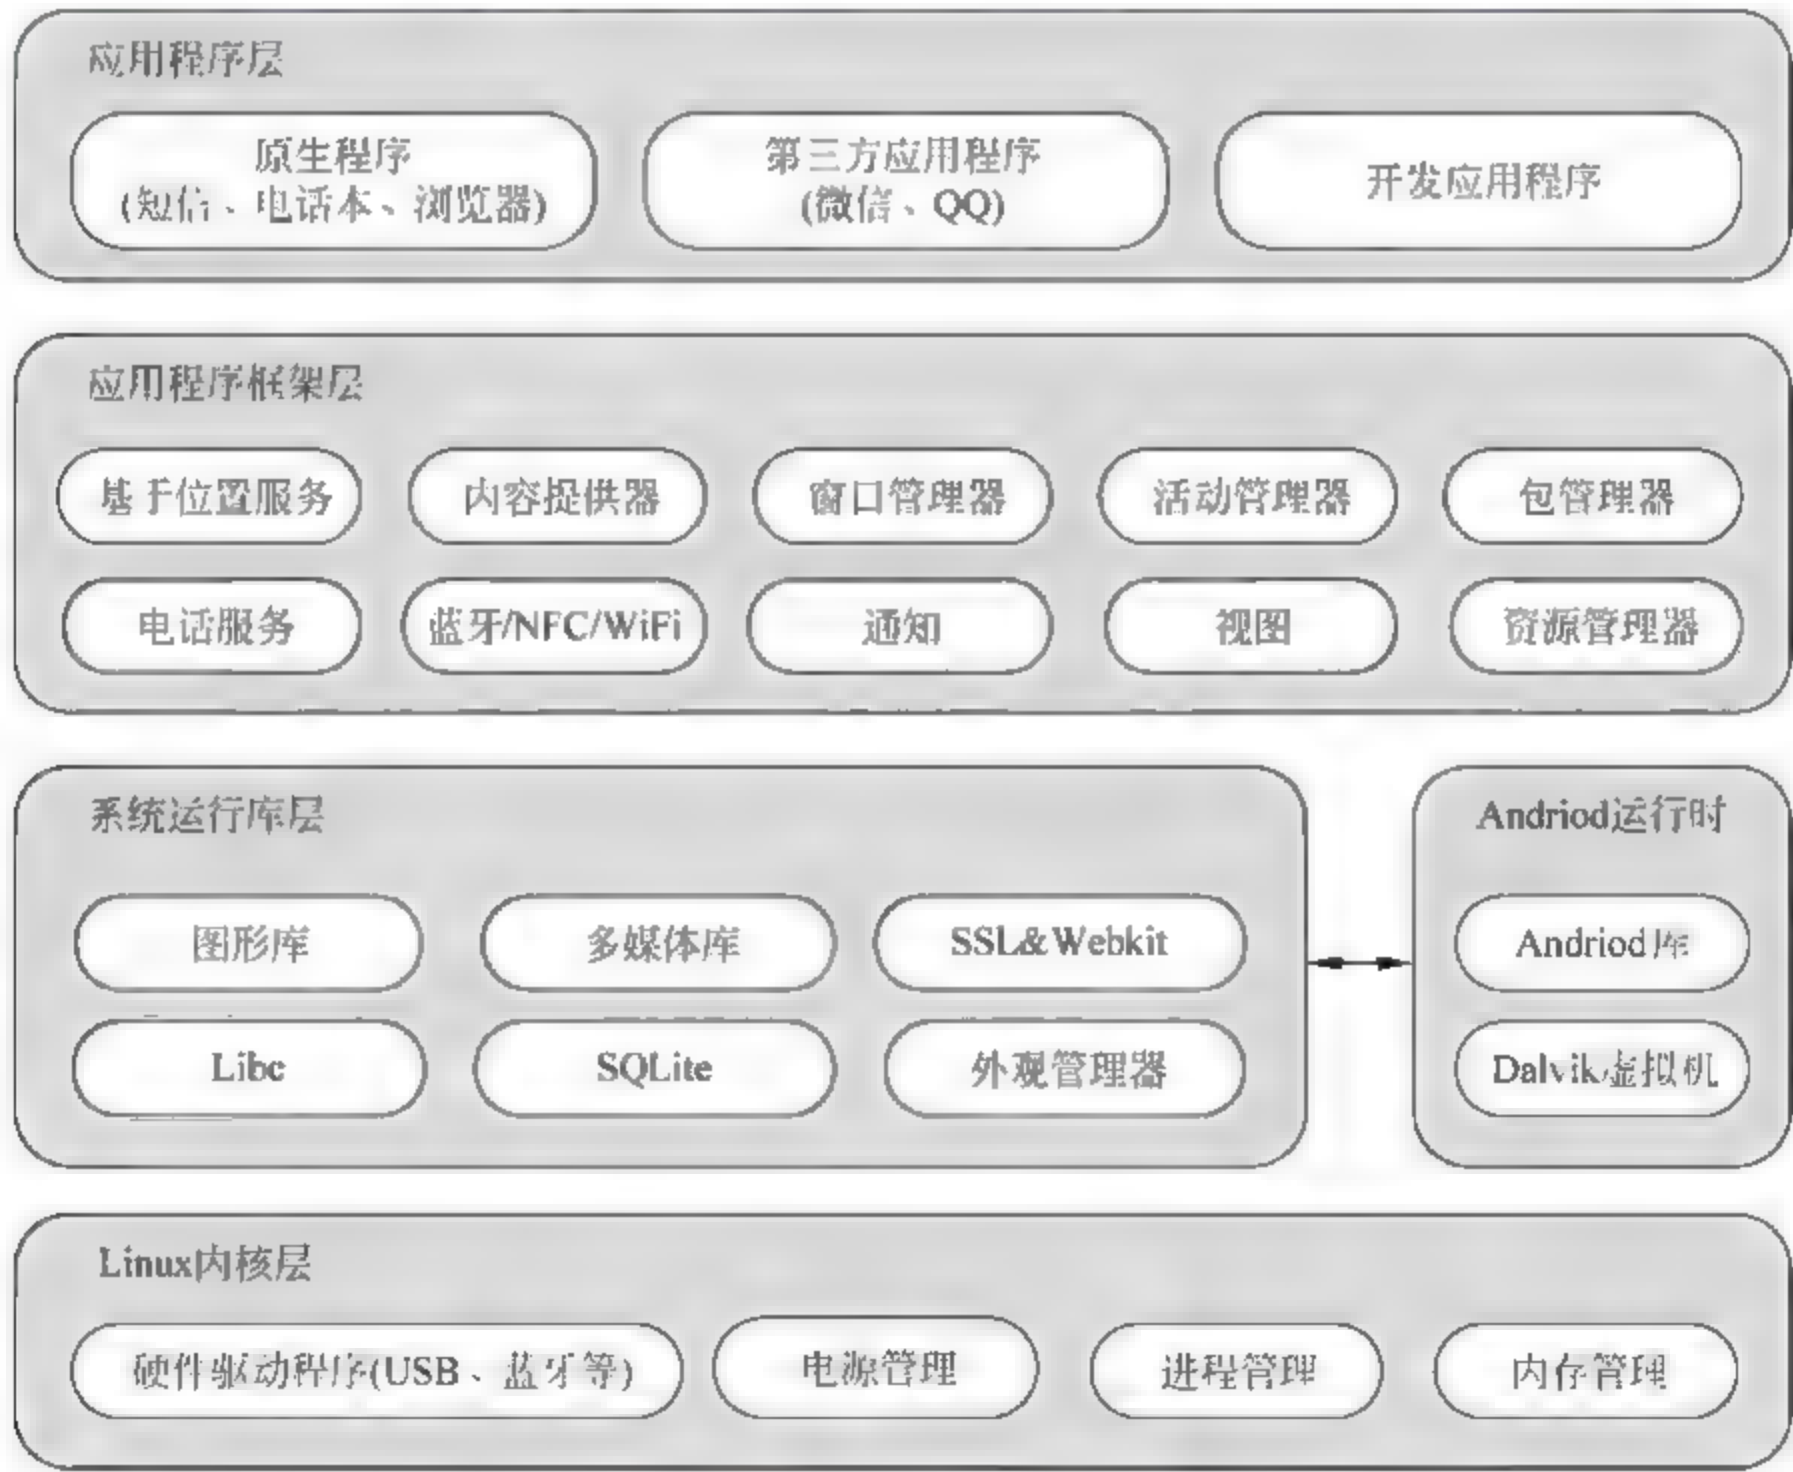 应用程序层
原生程序
(短信、电话本、浏览器)
第三方应用程序
(微信、QQ)
开发应用程序
应用程序框架层
基于位置服务
内容提供器
窗口管理器
活动管理器
包管理器
电话服务
蓝牙/NFC/WiFi
通知
视图
资源管理器
系统运行库层
图形库
多媒体库
SSL&Webkit
Libc
SQLite
外观管理器
Andriod运行时
Andriod库
Dalvik虚拟机
Linux内核层
硬件驱动程序(USB、蓝牙等)
电源管理
进程管理
内存管理